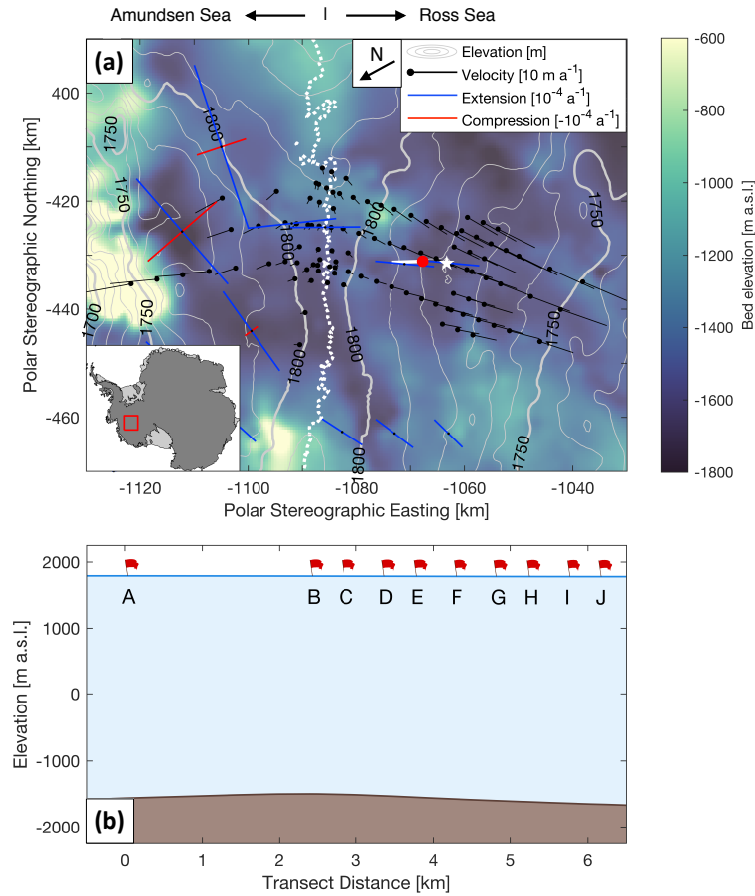 Amundsen Sea I Ross Sea
(a)
N
Elevation [m]
Velocity [10 m a⁻¹]
Extension [10⁻⁴ a⁻¹]
Compression [-10⁻⁴ a⁻¹]
400
-420
-440
-460
Polar Stereographic Northing [km]
1750
1800
1750
1800
1750
1800
1750
1700
1750
1800
1800
1800
1750
-1120
-1100
-1080
-1060
-1040
Polar Stereographic Easting [km]
-600
-800
-1000
-1200
-1400
-1600
-1800
Bed elevation [m a.s.l.]
2000
1000
0
-1000
-2000
Elevation [m a.s.l.]
A B C D E F G H I J
(b)
0 1 2 3 4 5 6
Transect Distance [km]